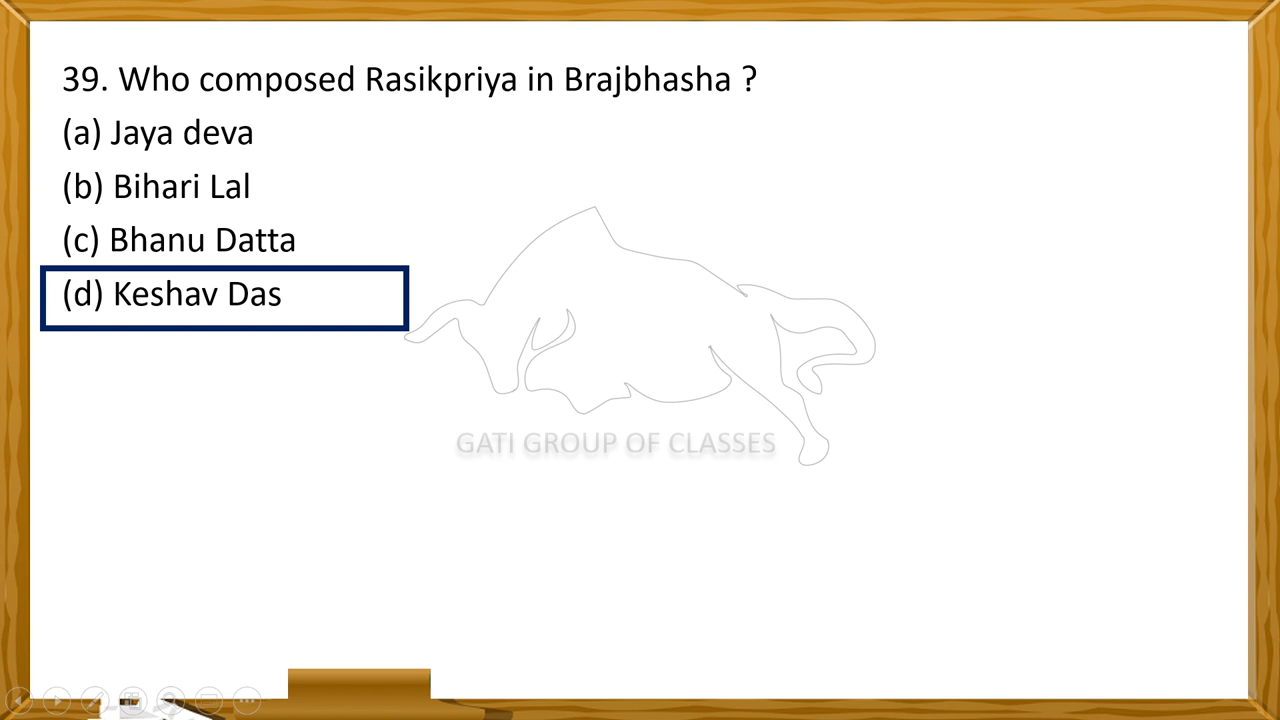 39. Who composed Rasikpriya in Brajbhasha ?
(a) Jaya deva
(b) Bihari Lal
(c) Bhanu Datta
(d) Keshav Das
GATI GROUP OF CLASSES